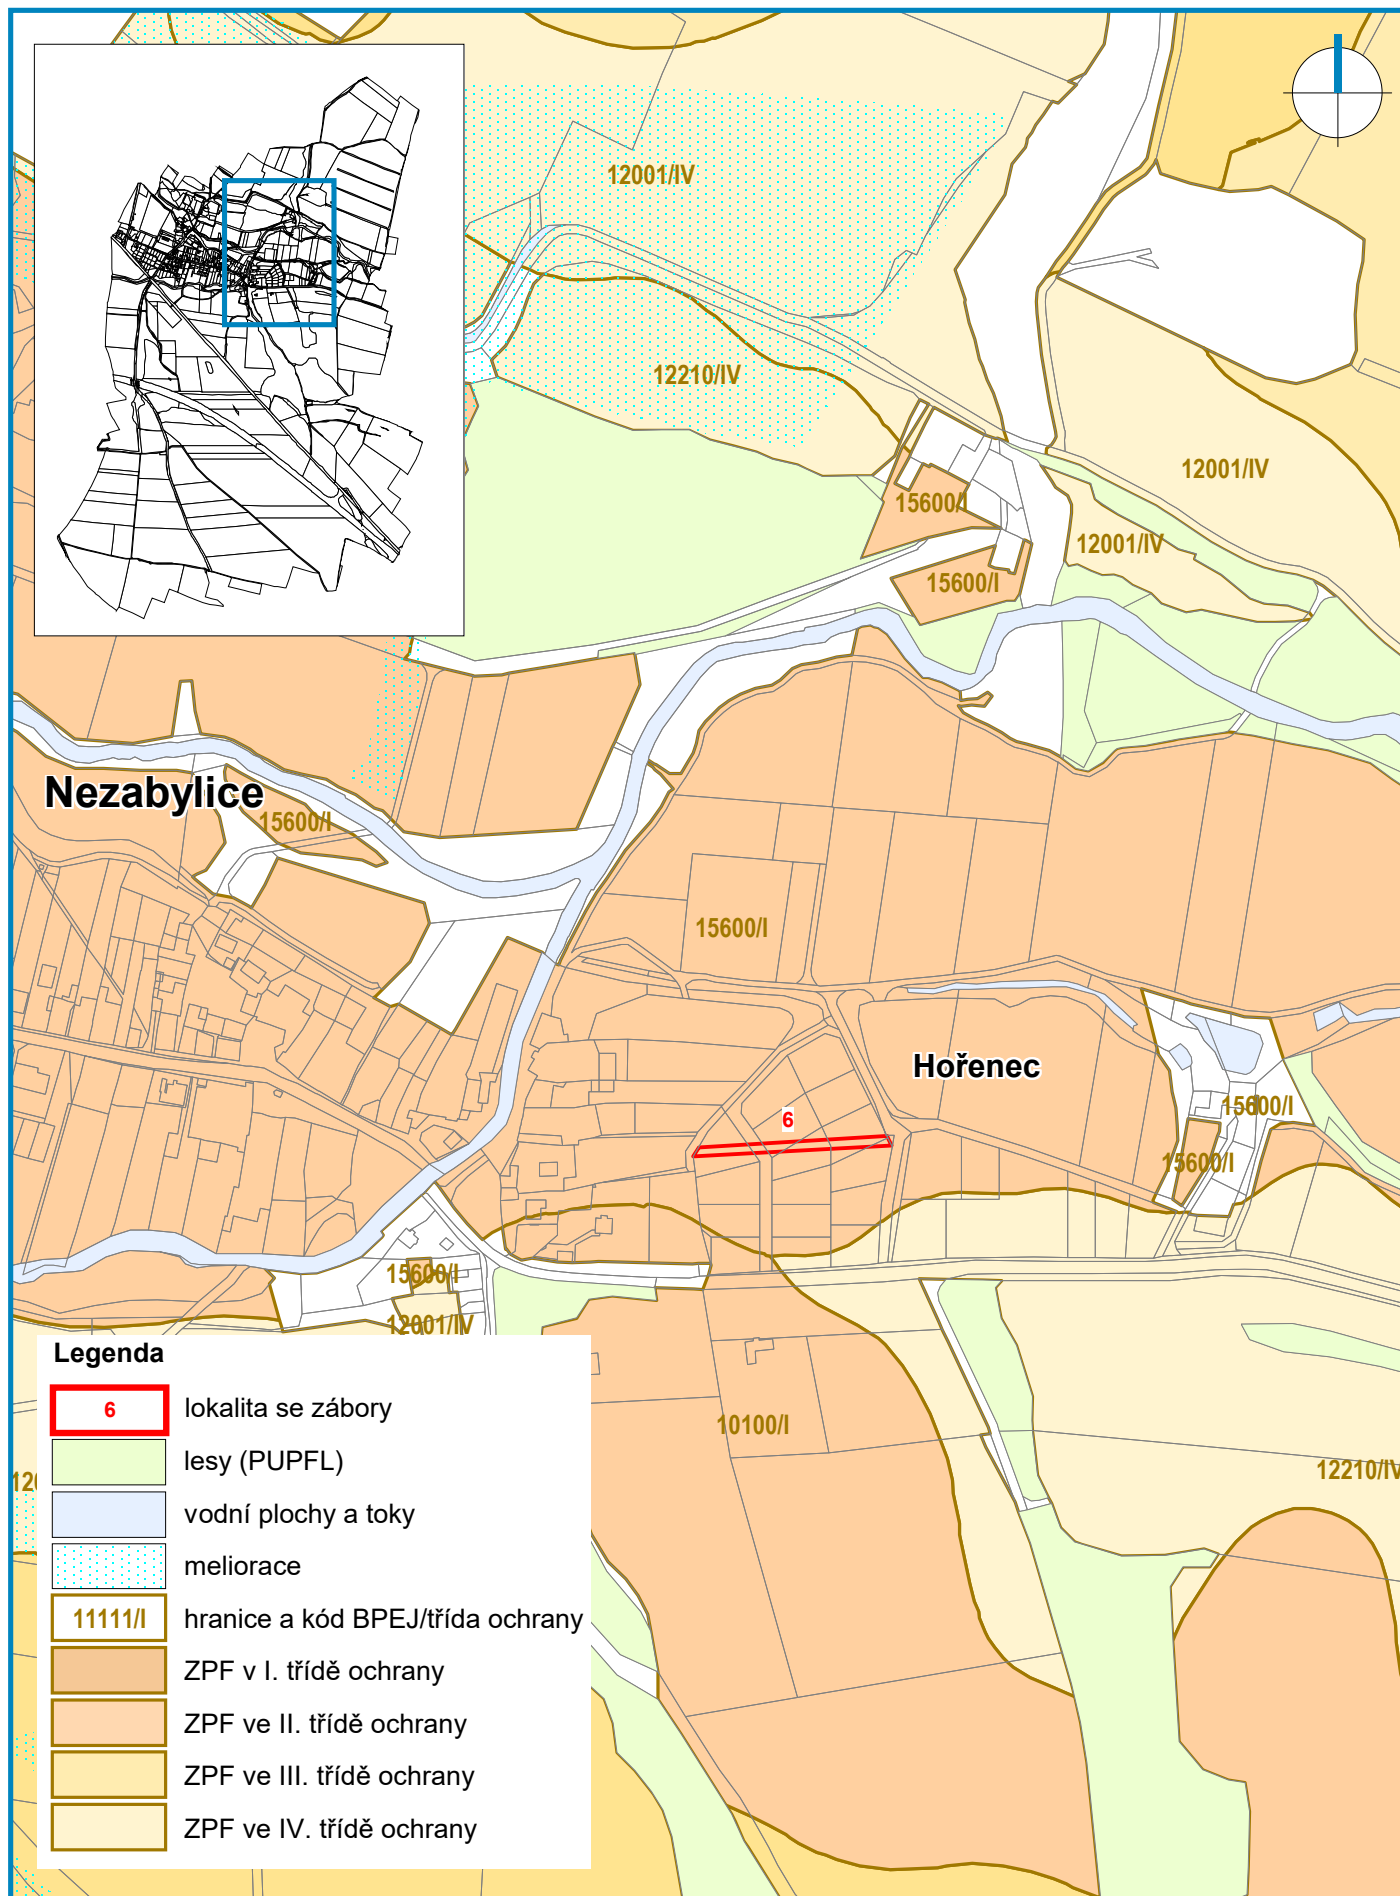 12001/IV
12210/IV
12001/IV
15600/I
12001/IV
15600/I
Nezabylice
15600/I
15600/I
Hořenec
15600/I
6
15600/I
15600/I
12001/IV
10100/I
12210/IV
Legenda
6 lokalita se zábory
lesy (PUPFL)
vodní plochy a toky
meliorace
11111/I hranice a kód BPEJ/třída ochrany
ZPF v I. třídě ochrany
ZPF ve II. třídě ochrany
ZPF ve III. třídě ochrany
ZPF ve IV. třídě ochrany